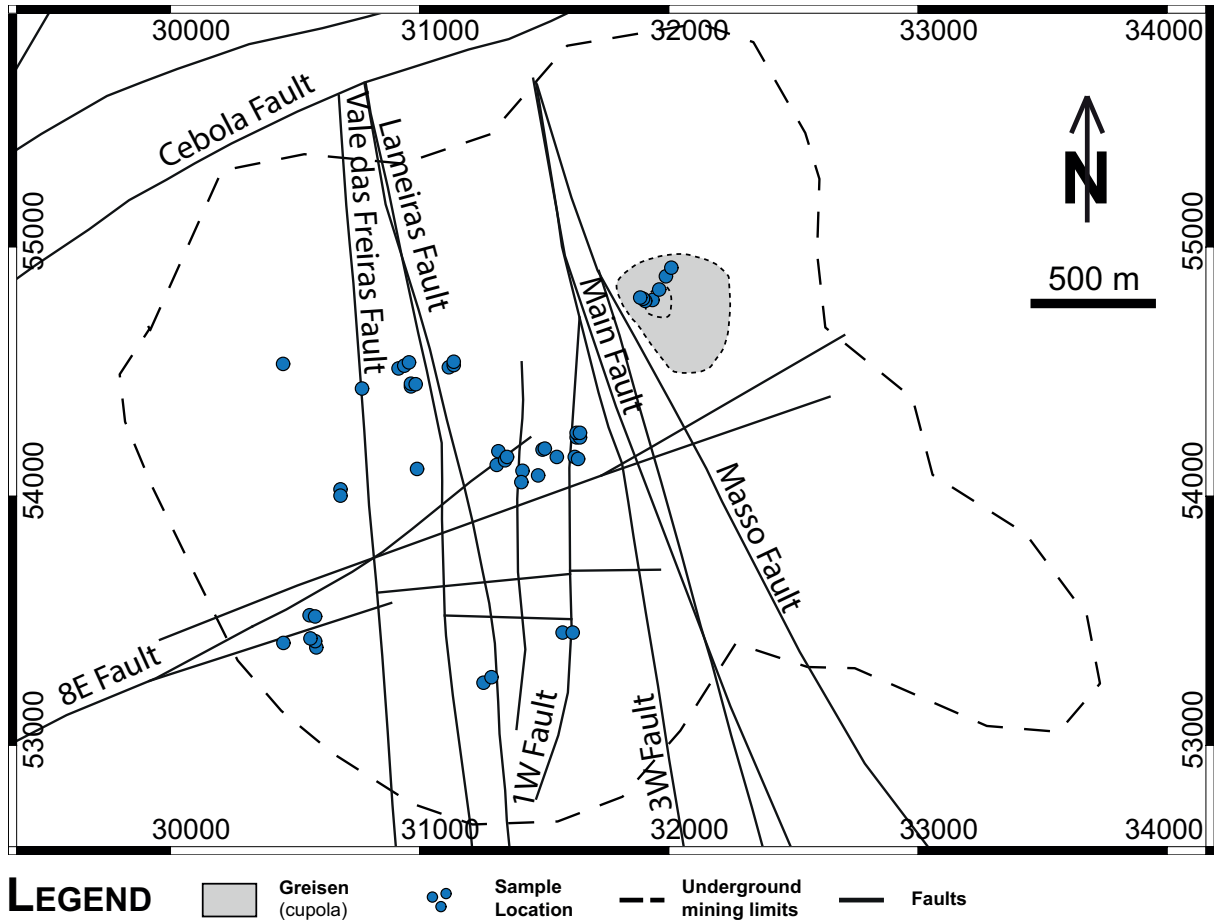 30000 31000 32000 33000 34000
Cebola Fault
Vale das Freiras Fault
Lameiras Fault
N
55000
55000
500 m
Main Fault
54000
54000
Masso Fault
8E Fault
53000
53000
1W Fault
3W Fault
30000 31000 32000 33000 34000
LEGEND
Greisen
(cupola)
Sample
Location
Underground
mining limits
Faults